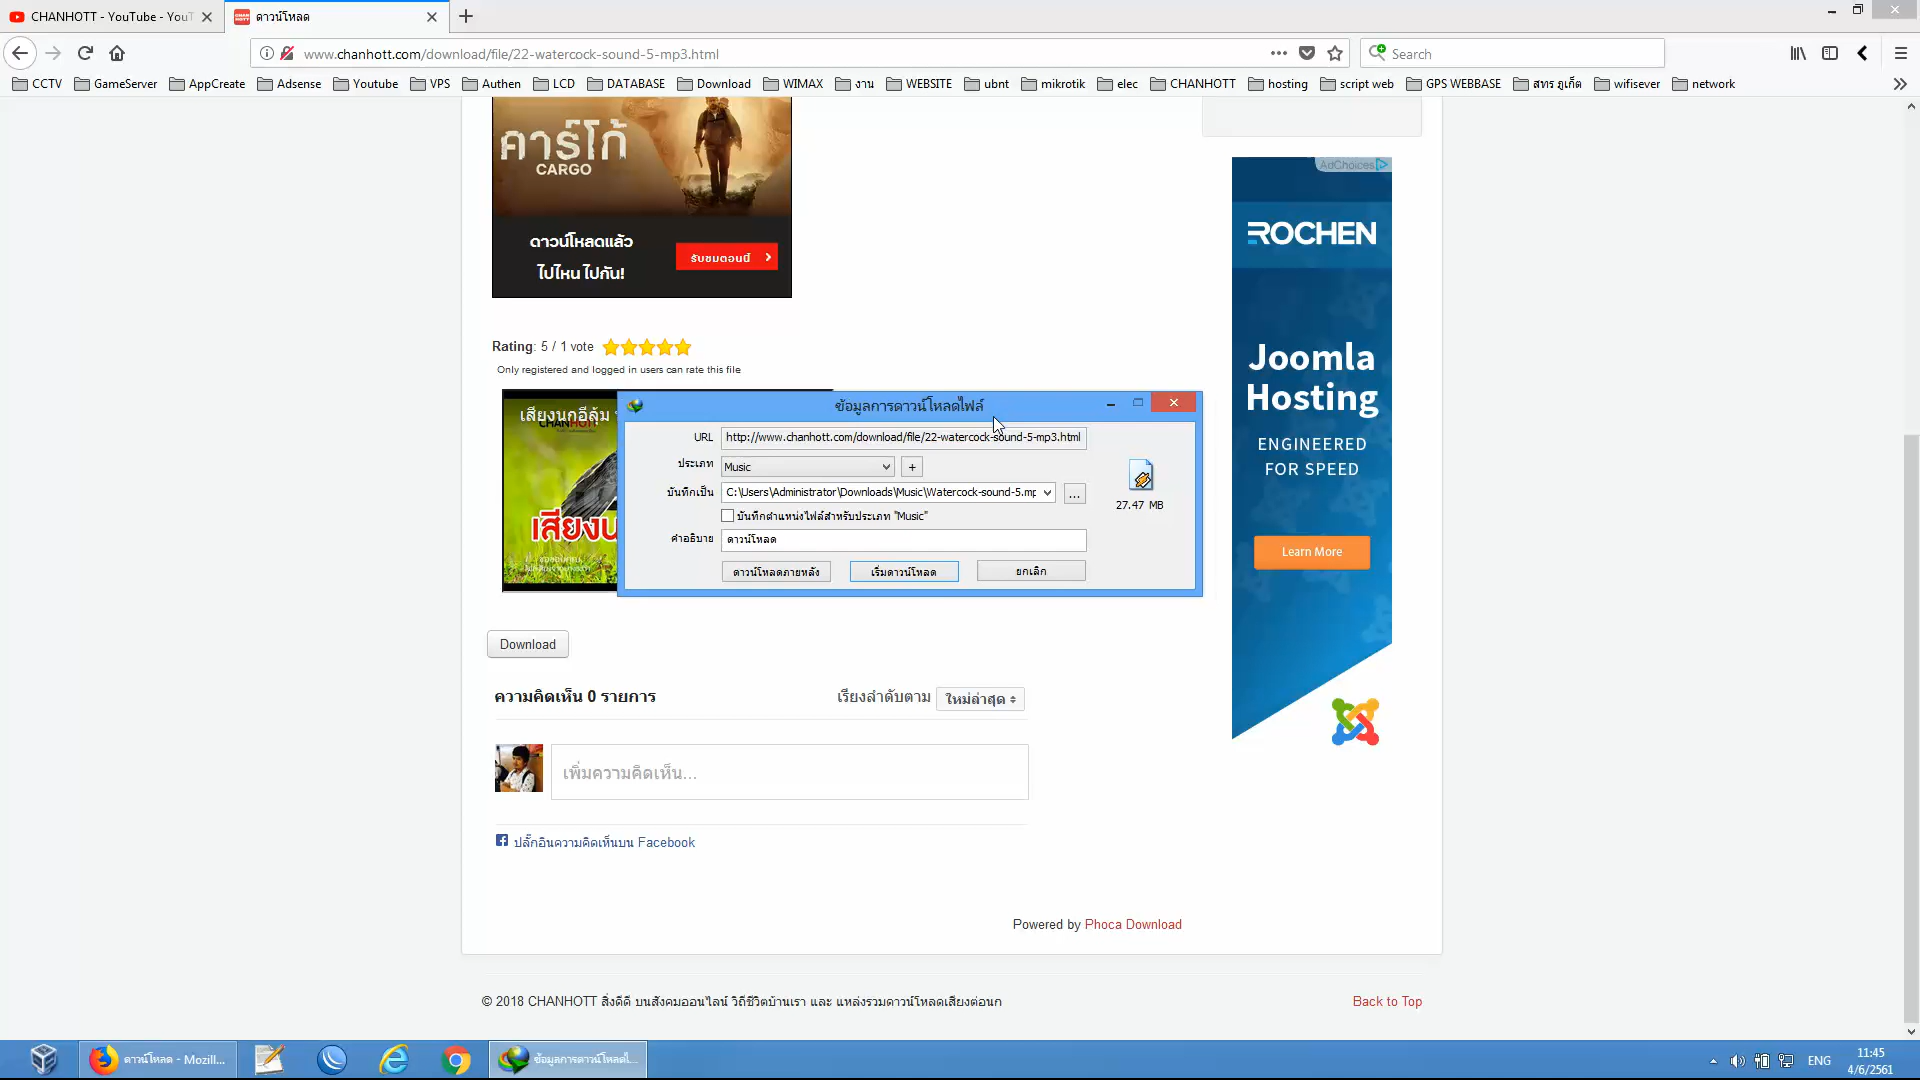 CHANHOTT - YouTube - YouT
ดาวน์โหลด
www.chanhott.com/download/file/22-watercock-sound-5-mp3.html
Search
CCTV
GameServer
AppCreate
Adsense
Youtube
VPS
Authen
LCD
DATABASE
Download
WIMAX
งาน
WEBSITE
ubnt
mikrotik
elec
CHANHOTT
hosting
script web
GPS WEBBASE
สทร ภูเก็ต
wifisever
network
คาร์โก้
CARGO
ดาวน์โหลดแล้ว
ไปไหน ไปกัน!
รับชมตอนนี้
AdChoices
ROCHEN
Joomla
Hosting
ENGINEERED
FOR SPEED
Learn More
Rating: 5 / 1 vote
Only registered and logged in users can rate this file
เสียงนกอีลุ้ม
เสียงน
ข้อมูลการดาวน์โหลดไฟล์
URL
http://www.chanhott.com/download/file/22-watercock-sound-5-mp3.html
ประเภท
Music
+
บันทึกเป็น
C:\Users\Administrator\Downloads\Music\Watercock-sound-5.mp
...
27.47 MB
บันทึกตำแหน่งไฟล์สำหรับประเภท "Music"
คำอธิบาย
ดาวน์โหลด
ดาวน์โหลดภายหลัง
เริ่มดาวน์โหลด
ยกเลิก
Download
ความคิดเห็น 0 รายการ
เรียงลำดับตาม
ใหม่ล่าสุด
เพิ่มความคิดเห็น...
ปลั๊กอินความคิดเห็นบน Facebook
Powered by Phoca Download
© 2018 CHANHOTT สิ่งดีดี บนสังคมออนไลน์ วิถีชีวิตบ้านเรา และ แหล่งรวมดาวน์โหลดเสียงต่อนก
Back to Top
ดาวน์โหลด - Mozill...
ข้อมูลการดาวน์โหลดไ...
ENG
11:45
4/6/2561